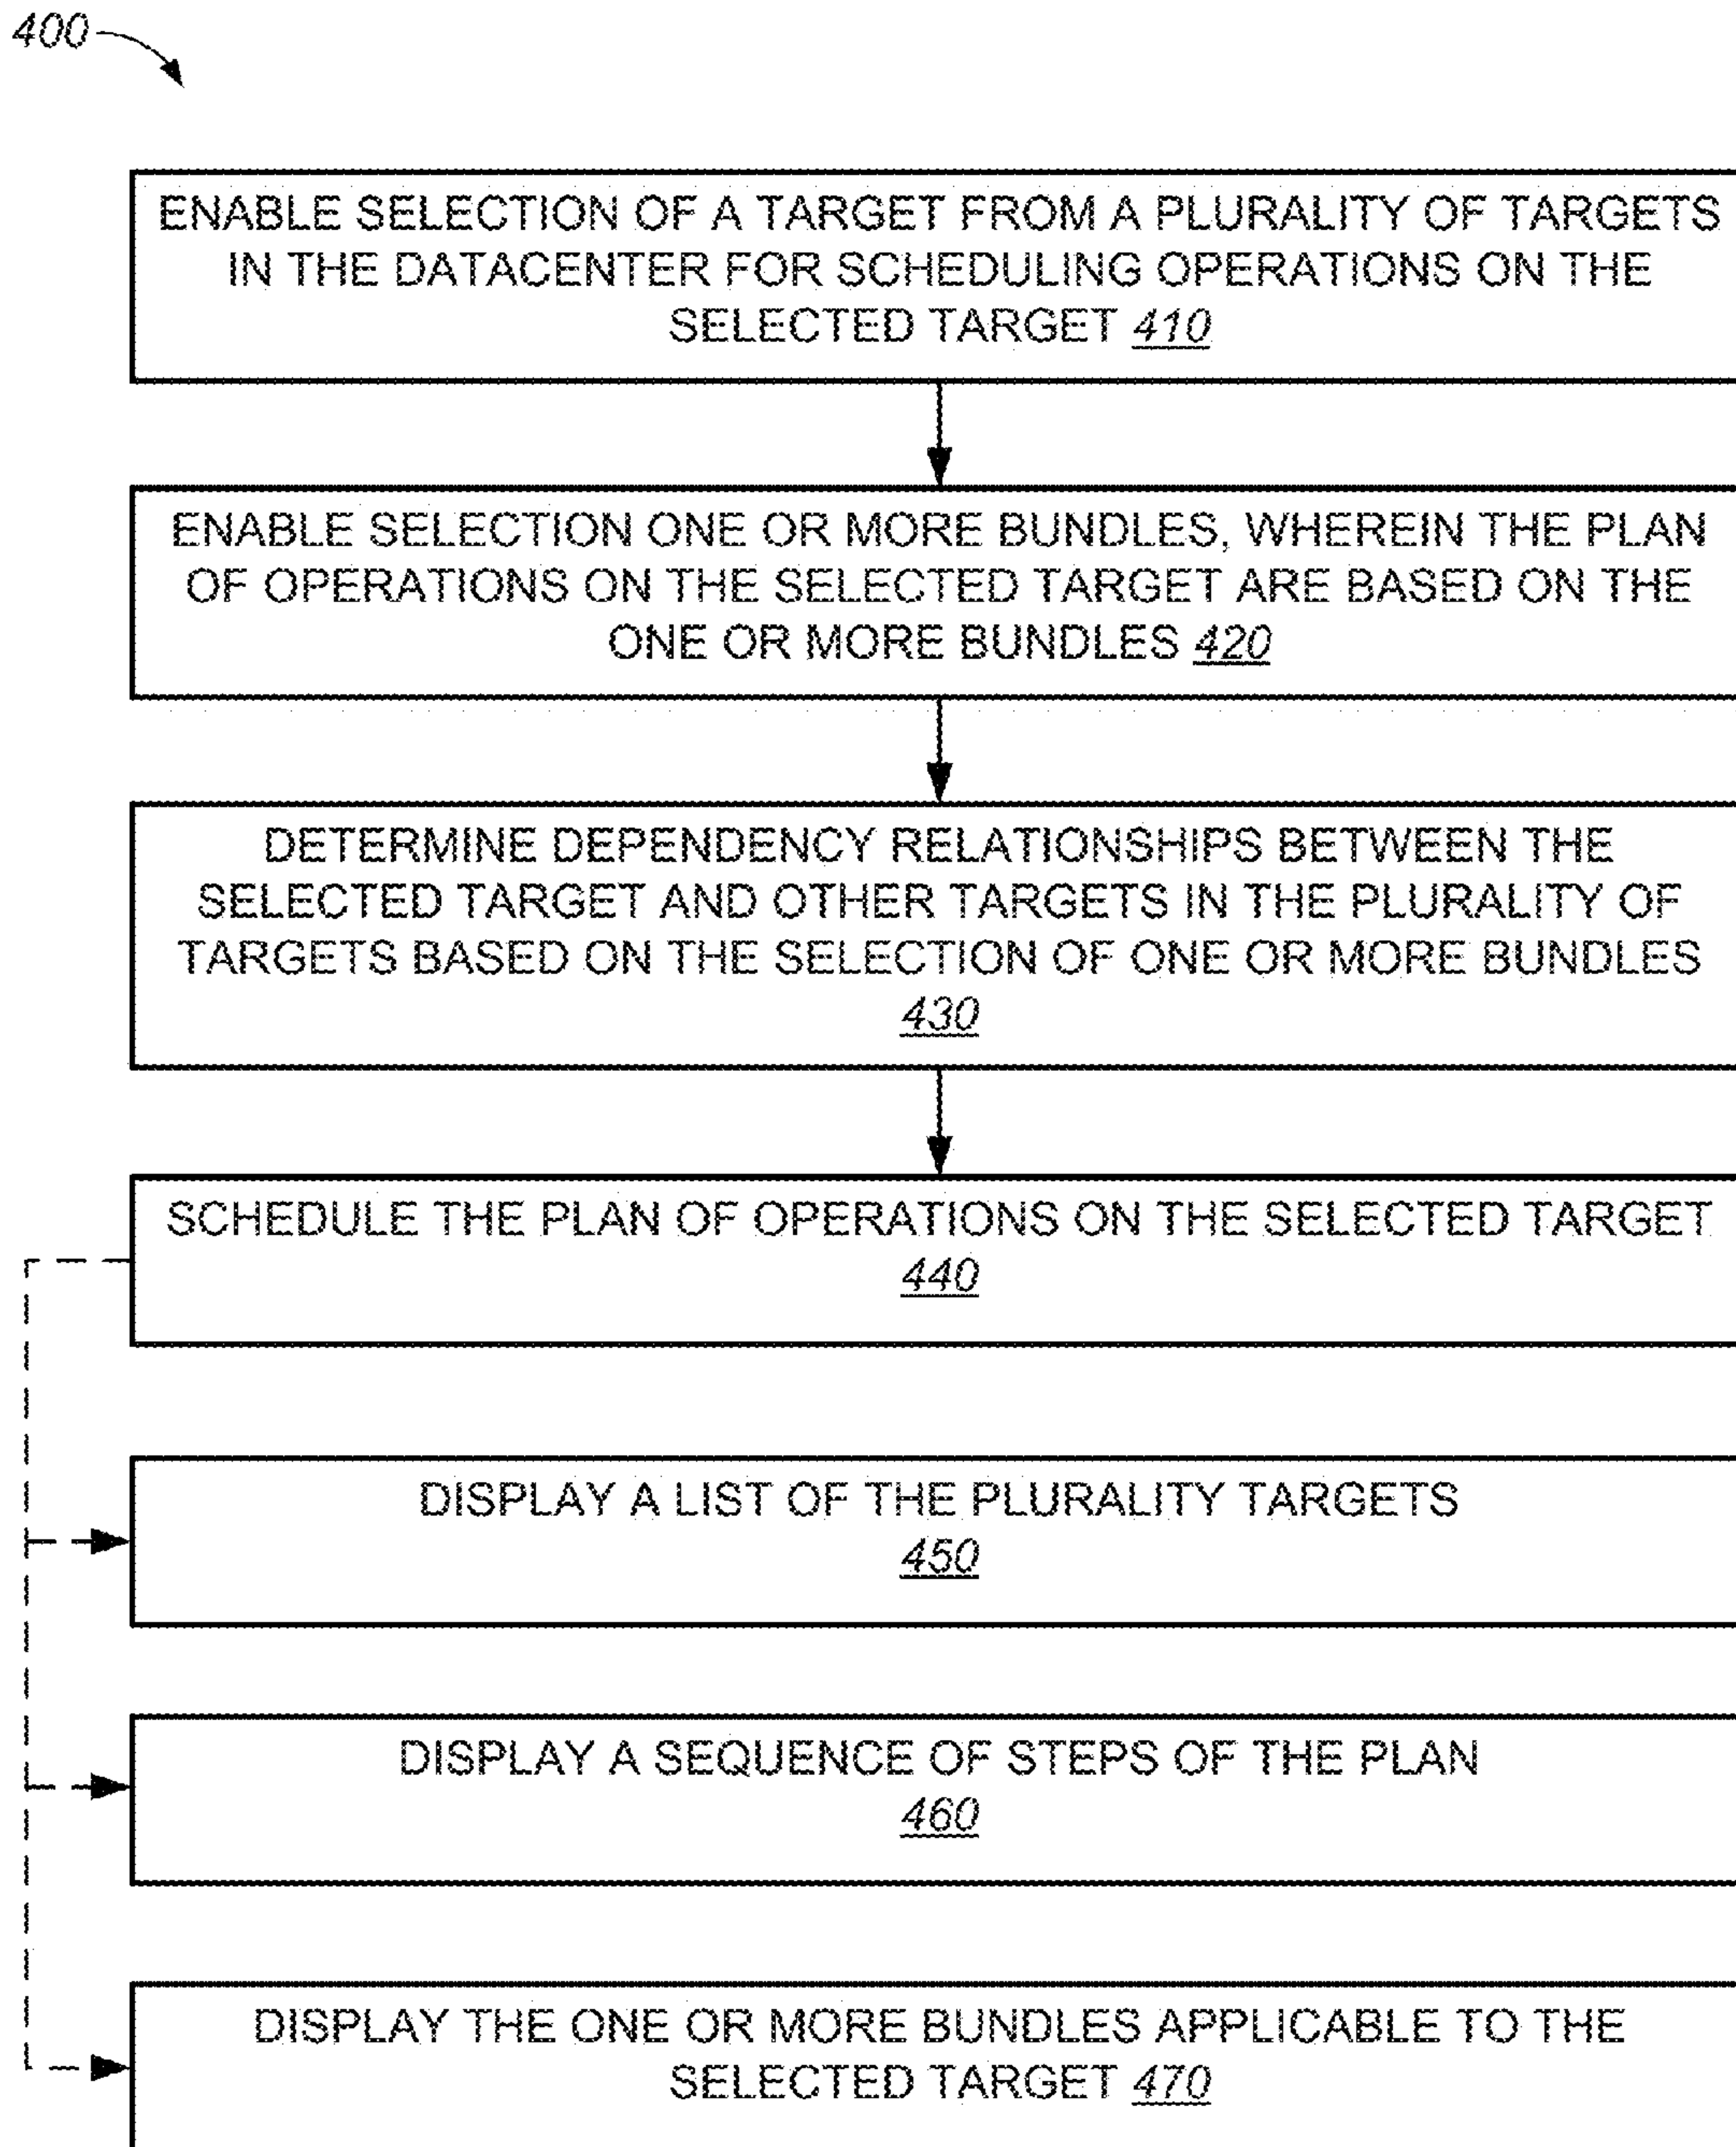 400
ENABLE SELECTION OF A TARGET FROM A PLURALITY OF TARGETS
IN THE DATACENTER FOR SCHEDULING OPERATIONS ON THE
SELECTED TARGET 410
ENABLE SELECTION ONE OR MORE BUNDLES, WHEREIN THE PLAN
OF OPERATIONS ON THE SELECTED TARGET ARE BASED ON THE
ONE OR MORE BUNDLES 420
DETERMINE DEPENDENCY RELATIONSHIPS BETWEEN THE
SELECTED TARGET AND OTHER TARGETS IN THE PLURALITY OF
TARGETS BASED ON THE SELECTION OF ONE OR MORE BUNDLES
430
SCHEDULE THE PLAN OF OPERATIONS ON THE SELECTED TARGET
440
DISPLAY A LIST OF THE PLURALITY TARGETS
450
DISPLAY A SEQUENCE OF STEPS OF THE PLAN
460
DISPLAY THE ONE OR MORE BUNDLES APPLICABLE TO THE
SELECTED TARGET 470